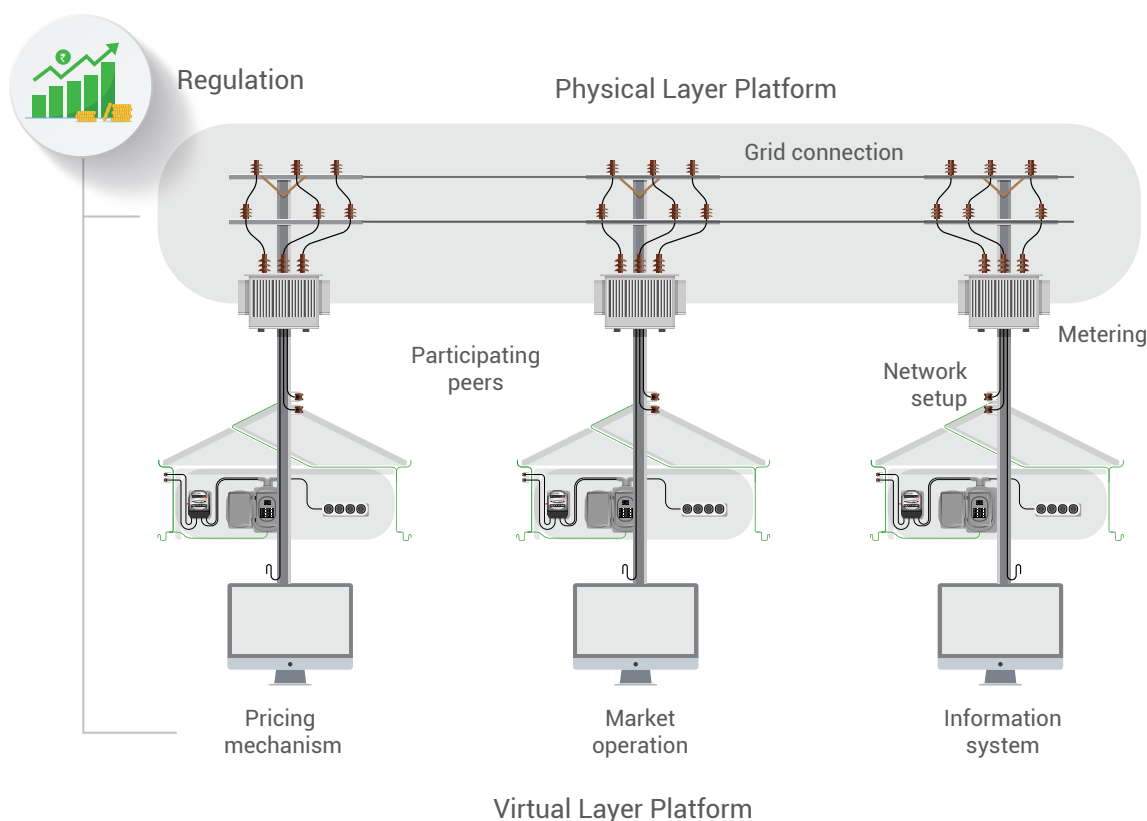 ₹
Regulation
Physical Layer Platform
Grid connection
Metering
Participating
peers
Network
setup
Pricing
mechanism
Market
operation
Information
system
Virtual Layer Platform